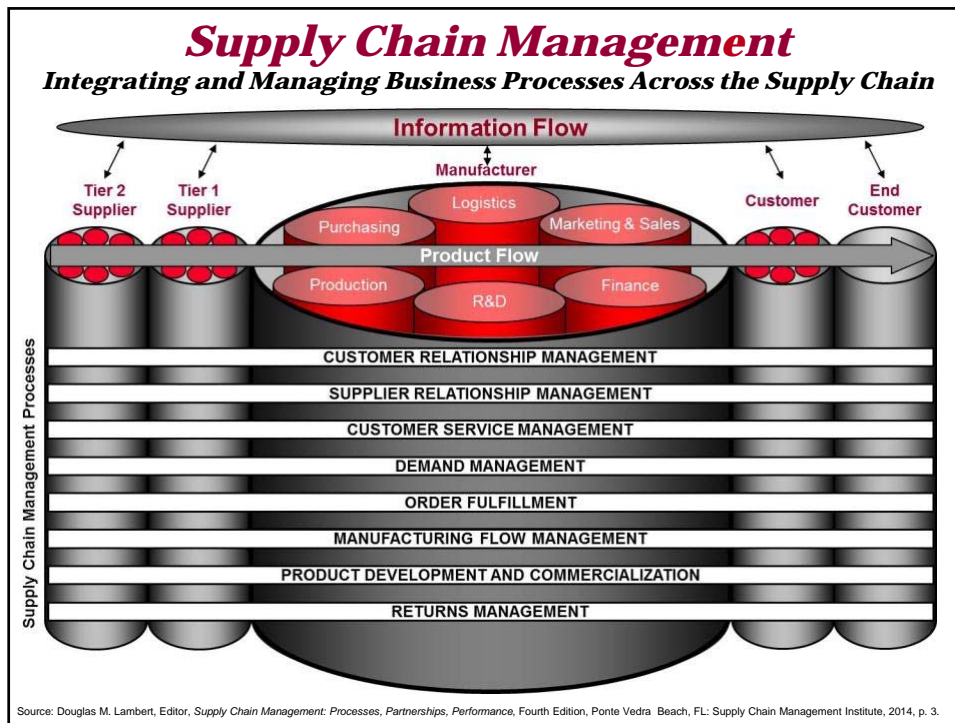 Supply Chain Management
Integrating and Managing Business Processes Across the Supply Chain
Information Flow
Tier 2
Supplier
Tier 1
Supplier
Manufacturer
Customer
End
Customer
Logistics
Purchasing
Marketing & Sales
Product Flow
Production
R&D
Finance
Supply Chain Management Processes
CUSTOMER RELATIONSHIP MANAGEMENT
SUPPLIER RELATIONSHIP MANAGEMENT
CUSTOMER SERVICE MANAGEMENT
DEMAND MANAGEMENT
ORDER FULFILLMENT
MANUFACTURING FLOW MANAGEMENT
PRODUCT DEVELOPMENT AND COMMERCIALIZATION
RETURNS MANAGEMENT
Source: Douglas M. Lambert, Editor, Supply Chain Management: Processes, Partnerships, Performance, Fourth Edition, Ponte Vedra Beach, FL: Supply Chain Management Institute, 2014, p. 3.